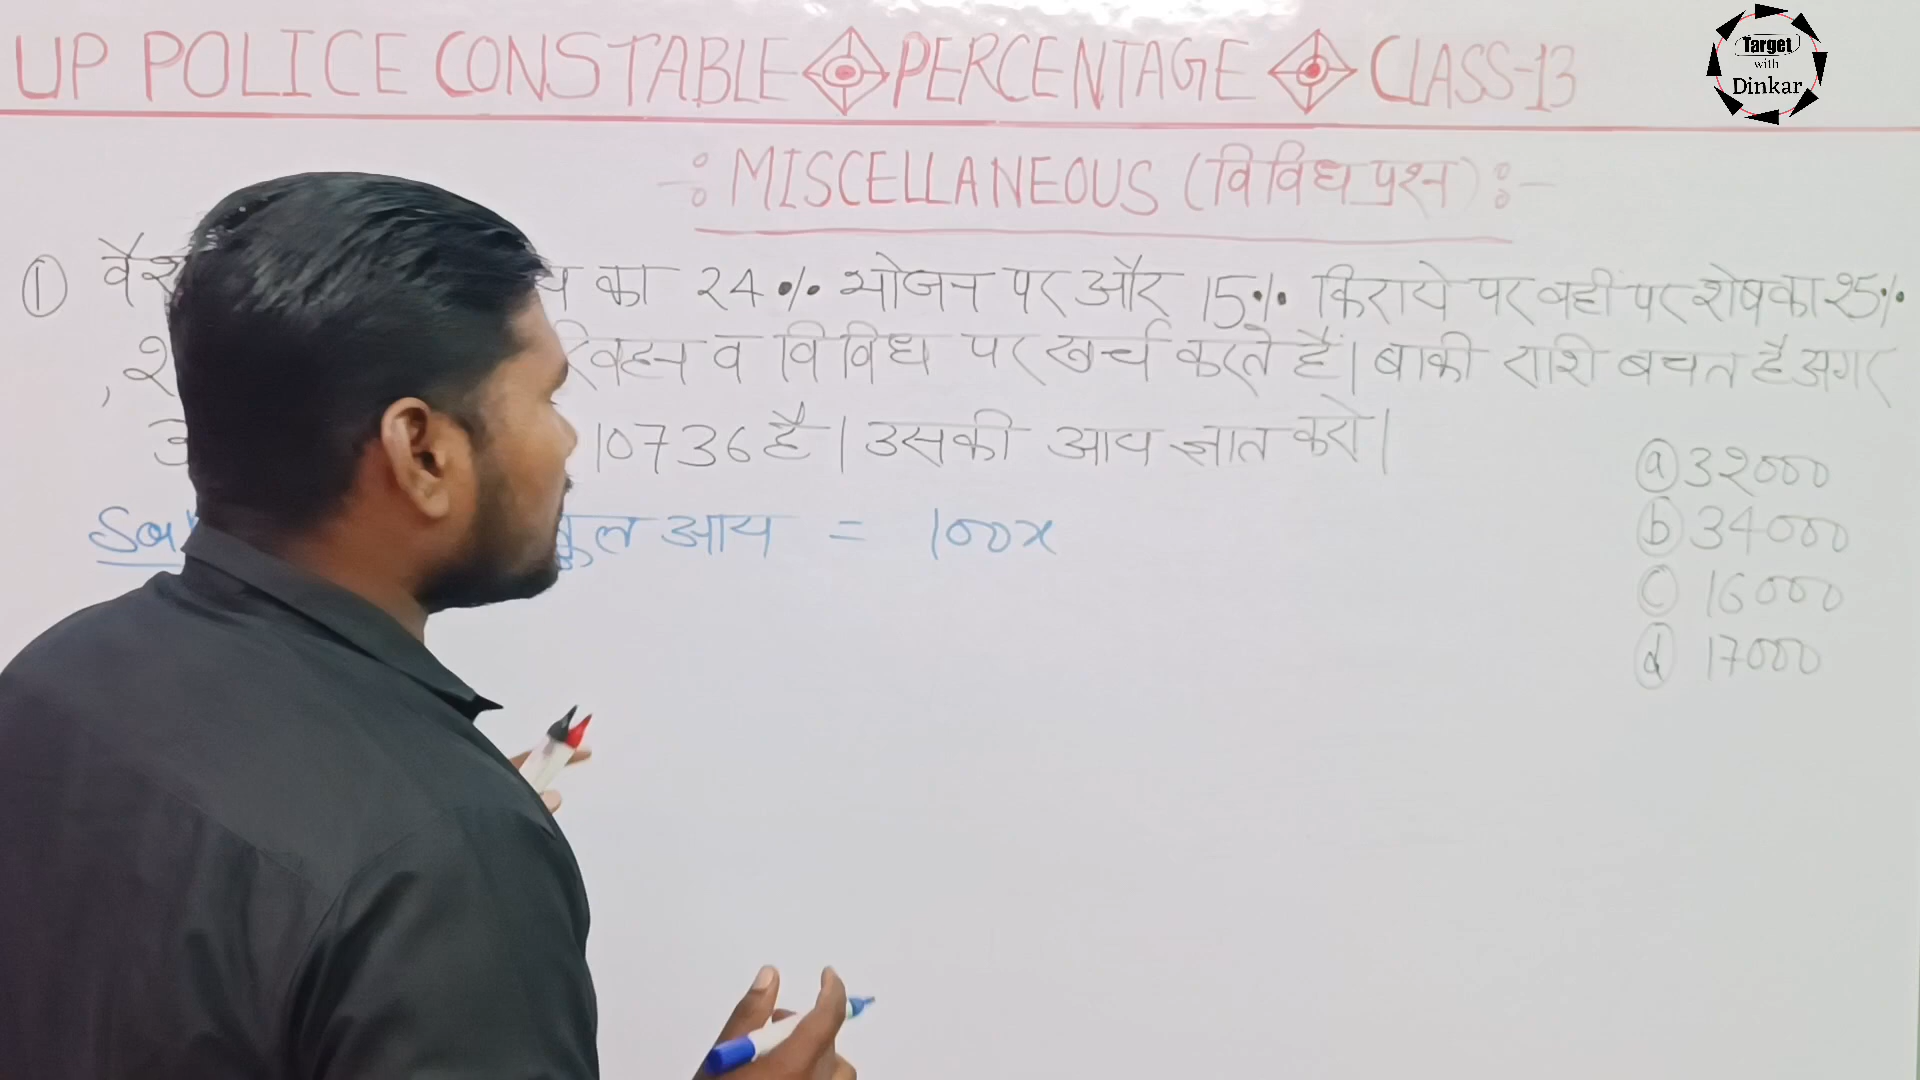 UP POLICE CONSTABLE PERCENTAGE CLASS-13
Target
with
Dinkar
-: MISCELLANEOUS (विविध प्रश्न) :-
① का 24% भोजन पर और 15% किराये पर वही पर शेष का 25%
व विविध पर खर्च करते हैं। बाकी राशि बचत है अगर
10736 है। उसकी आय ज्ञात करो।
ⓐ 32000
ⓑ 34000
ⓒ 16000
ⓓ 17000
कुल आय = 100x